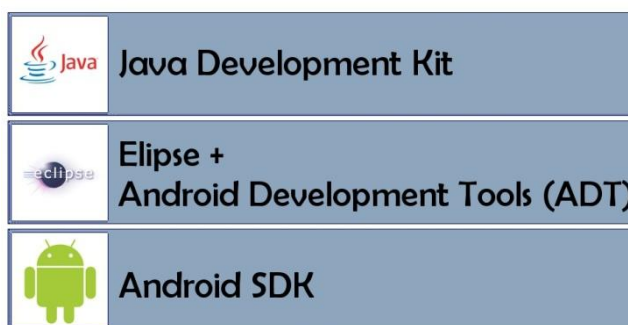 Java
Java Development Kit
eclipse
Elipse +
Android Development Tools (ADT)
Android SDK